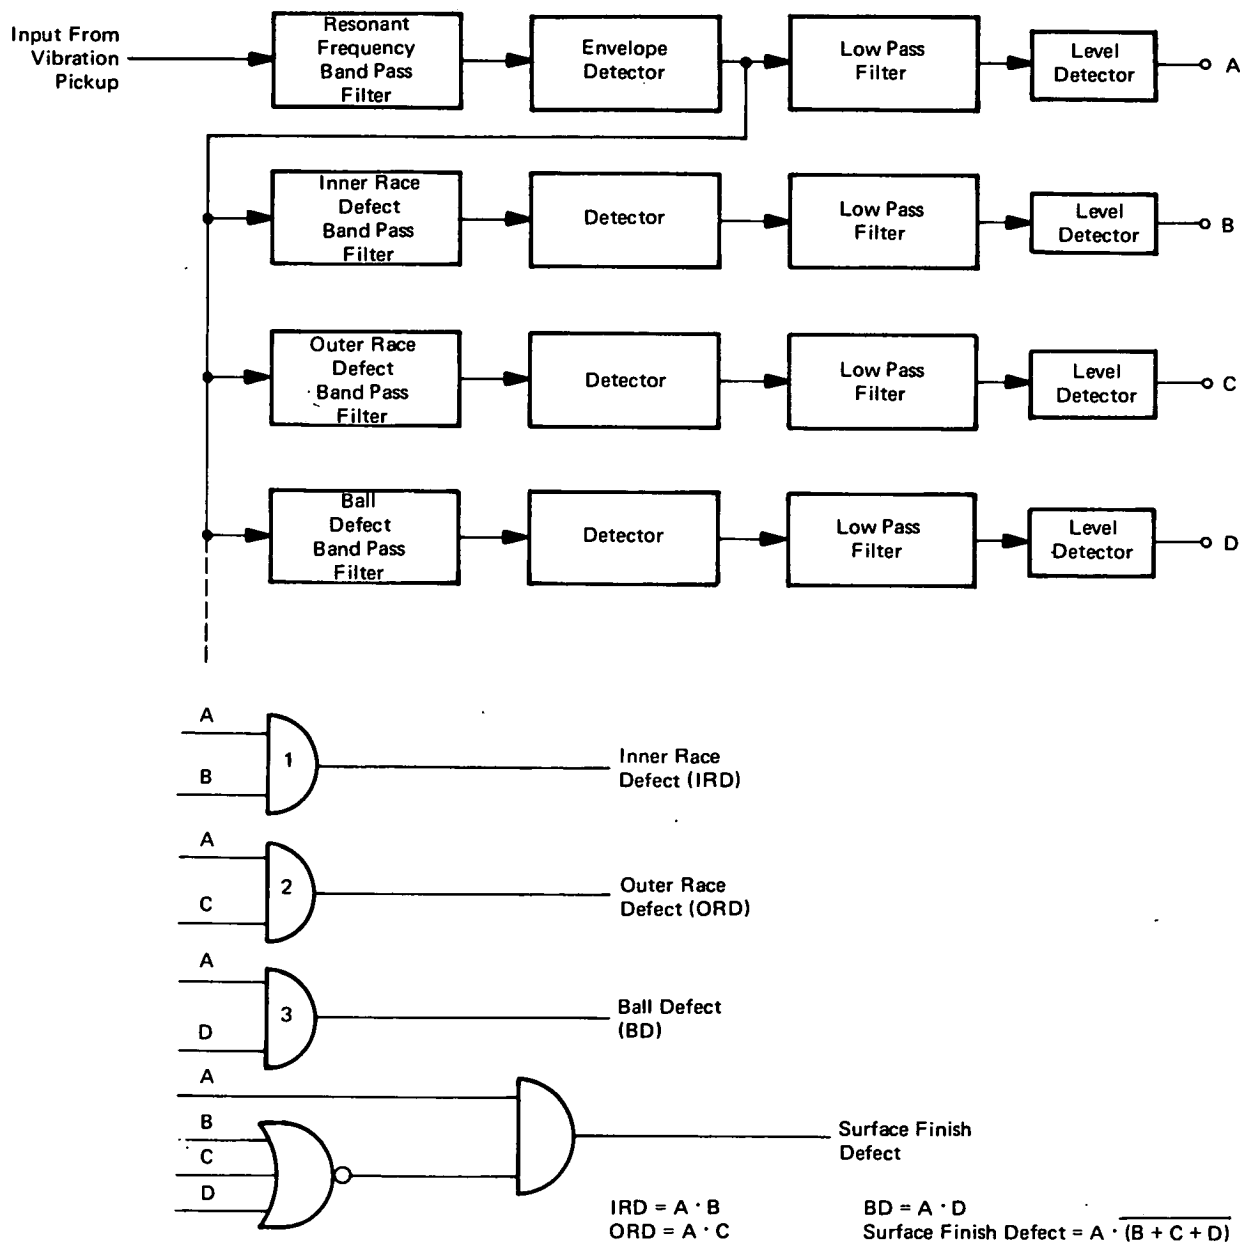 Input From
Vibration
Pickup
Resonant
Frequency
Band Pass
Filter
Envelope
Detector
Low Pass
Filter
Level
Detector
A
Inner Race
Defect
Band Pass
Filter
Detector
Low Pass
Filter
Level
Detector
B
Outer Race
Defect
Band Pass
Filter
Detector
Low Pass
Filter
Level
Detector
C
Ball
Defect
Band Pass
Filter
Detector
Low Pass
Filter
Level
Detector
D
A
B
1
Inner Race
Defect (IRD)
A
C
2
Outer Race
Defect (ORD)
A
D
3
Ball Defect
(BD)
A
B
C
D
Surface Finish
Defect
IRD = A · B
ORD = A · C
BD = A · D
Surface Finish Defect = A · \overline{(B + C + D)}